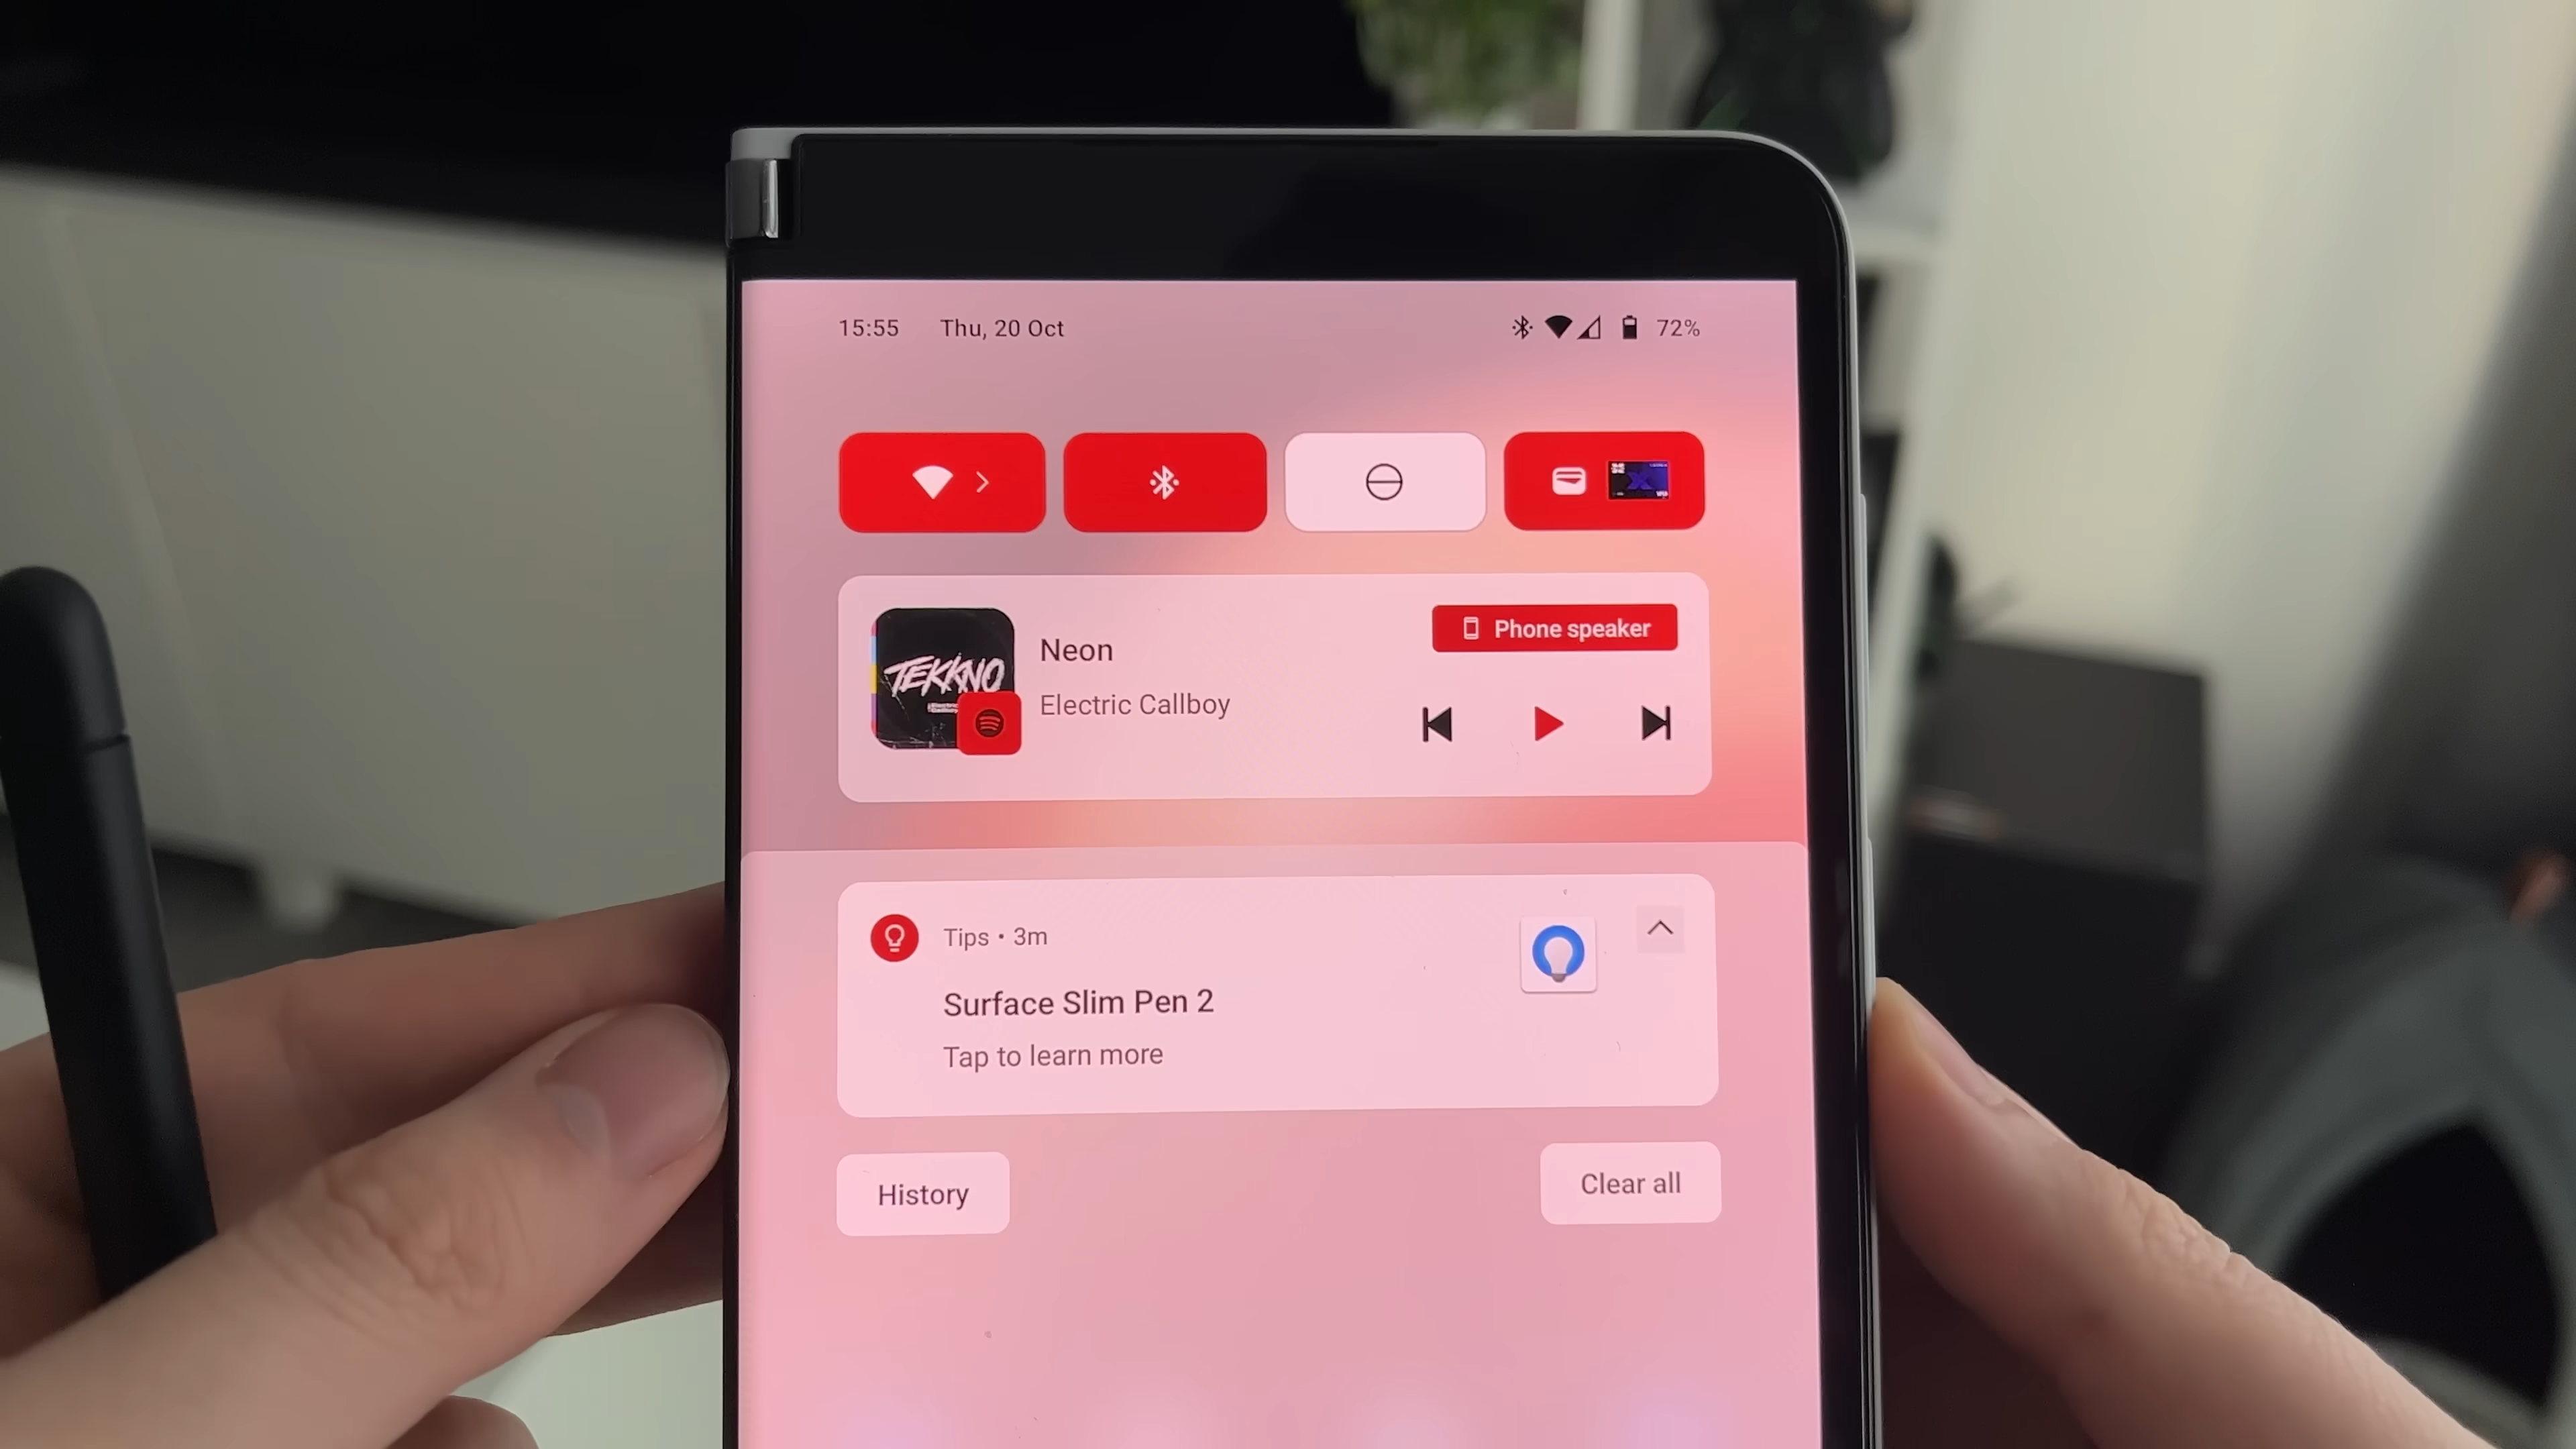 15:55 Thu, 20 Oct 72%
Neon
Phone speaker
TEKKNO
Electric Callboy
Tips • 3m
Surface Slim Pen 2
Tap to learn more
History
Clear all